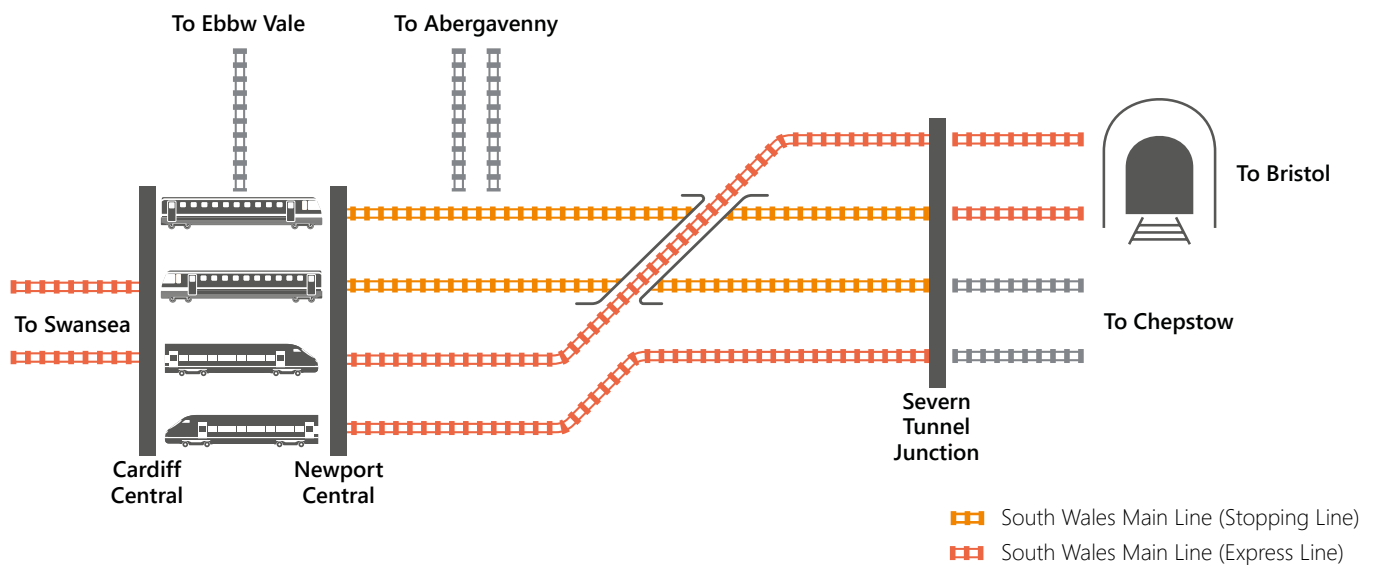 To Ebbw Vale
To Abergavenny
To Bristol
To Swansea
To Chepstow
Cardiff
Central
Newport
Central
Severn
Tunnel
Junction
South Wales Main Line (Stopping Line)
South Wales Main Line (Express Line)